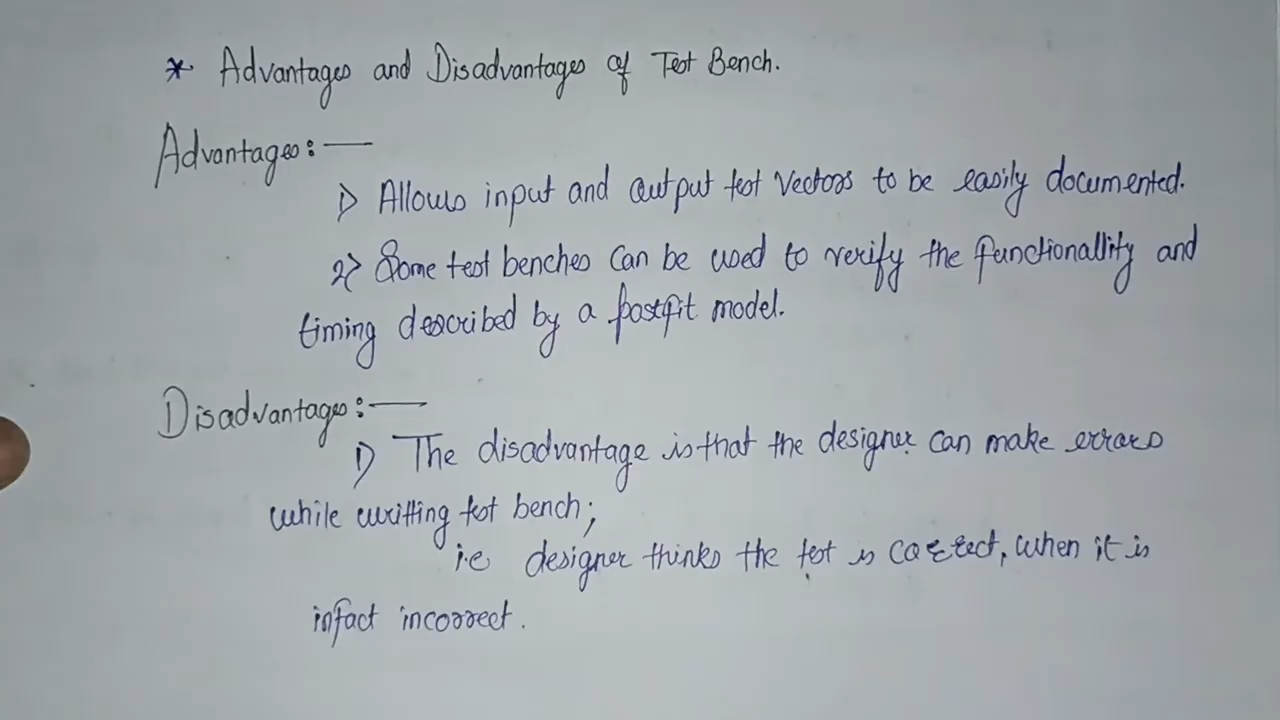 * Advantages and Disadvantages of Test Bench.
Advantages:—
1) Allows input and output test vectors to be easily documented.
2) Some test benches can be used to verify the functionallity and
timing described by a postfit model.
Disadvantages:—
1) The disadvantage is that the designer can make errors
while writting test bench;
i.e designer thinks the test is correct, when it is
infact incorrect.